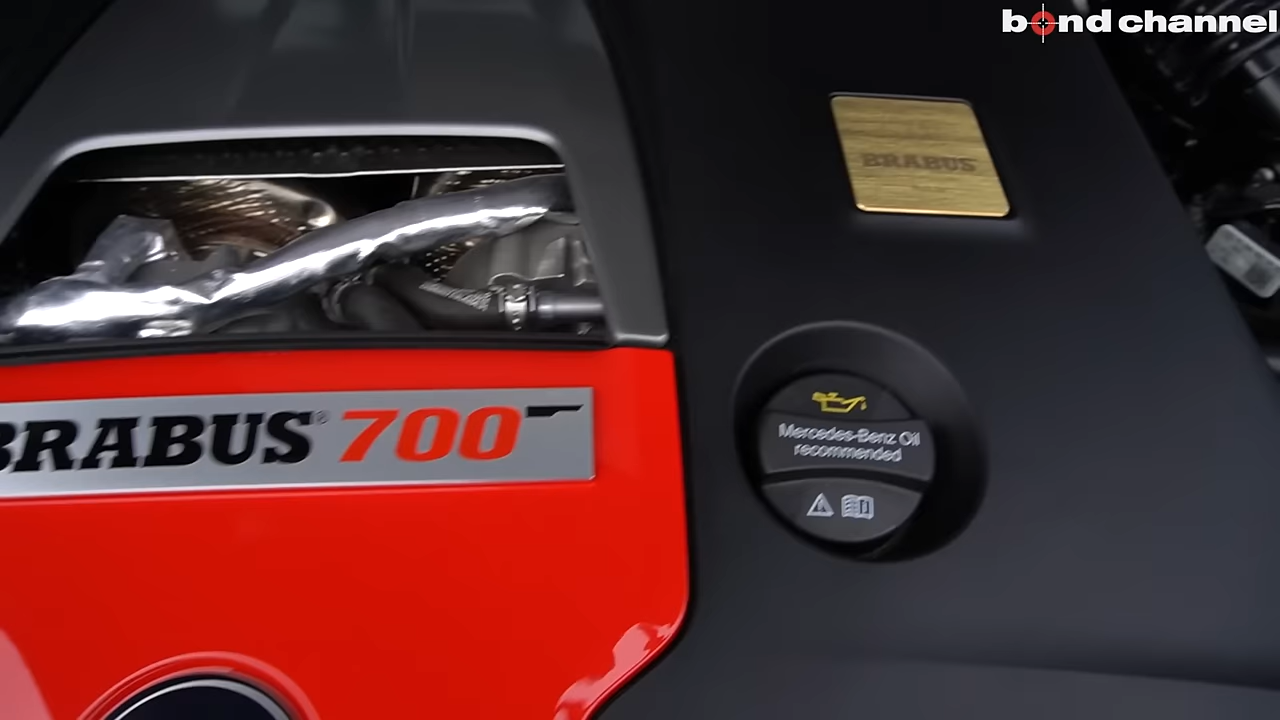 bond channel
BRABUS
BRABUS® 700
Mercedes-Benz Oil
recommended